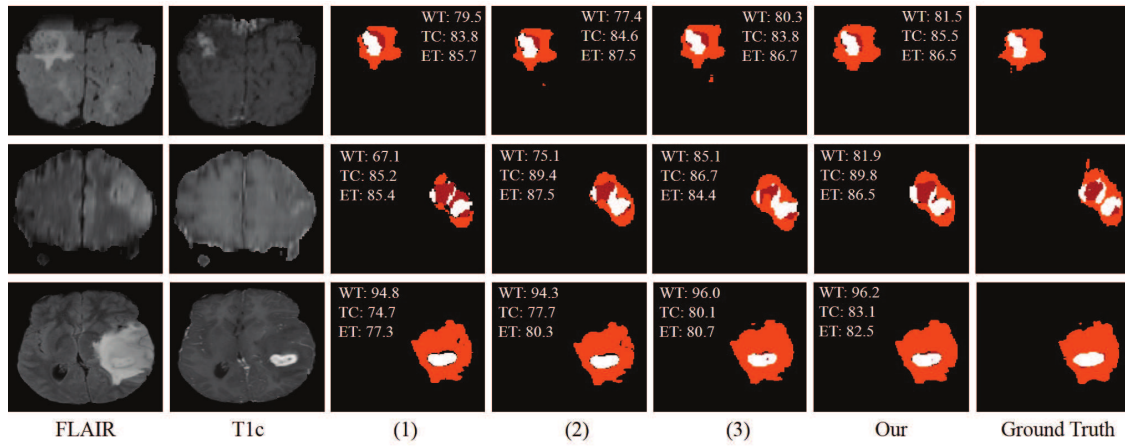 WT: 79.5
TC: 83.8
ET: 85.7
WT: 77.4
TC: 84.6
ET: 87.5
WT: 80.3
TC: 83.8
ET: 86.7
WT: 81.5
TC: 85.5
ET: 86.5
WT: 67.1
TC: 85.2
ET: 85.4
WT: 75.1
TC: 89.4
ET: 87.5
WT: 85.1
TC: 86.7
ET: 84.4
WT: 81.9
TC: 89.8
ET: 86.5
WT: 94.8
TC: 74.7
ET: 77.3
WT: 94.3
TC: 77.7
ET: 80.3
WT: 96.0
TC: 80.1
ET: 80.7
WT: 96.2
TC: 83.1
ET: 82.5
FLAIR
T1c
(1)
(2)
(3)
Our
Ground Truth